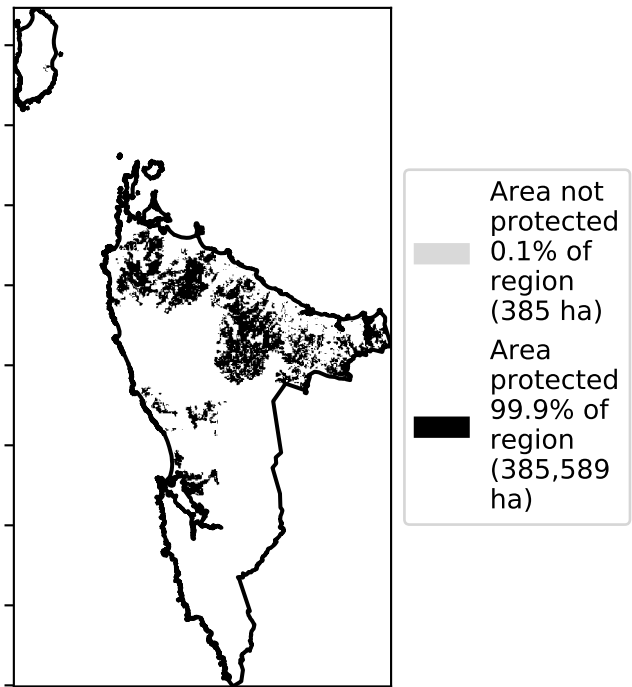 Area not
protected
0.1% of
region
(385 ha)
Area
protected
99.9% of
region
(385,589
ha)